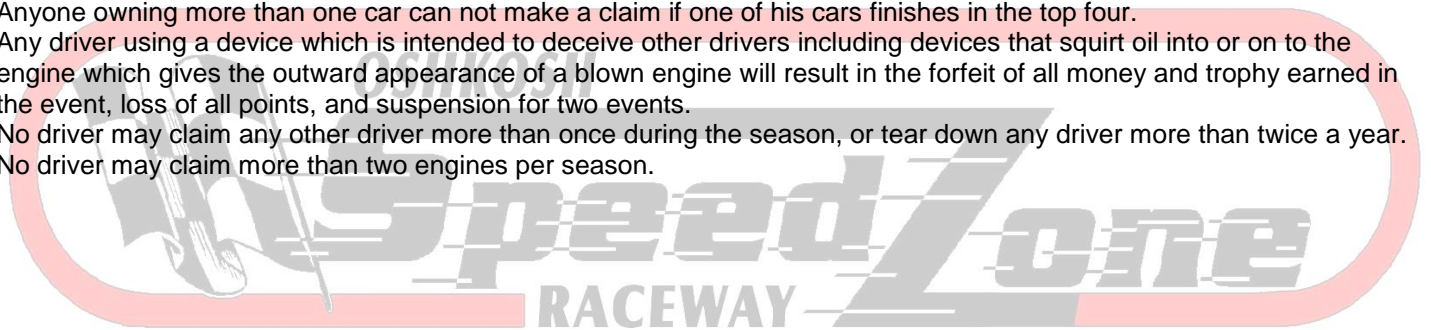 Anyone owning more than one car can not make a claim if one of his cars finishes in the top four.
Any driver using a device which is intended to deceive other drivers including devices that squirt oil into or on to the
engine which gives the outward appearance of a blown engine will result in the forfeit of all money and trophy earned in
the event, loss of all points, and suspension for two events.
No driver may claim any other driver more than once during the season, or tear down any driver more than twice a year.
No driver may claim more than two engines per season.
OSHKOSH
SpeedZone
RACEWAY